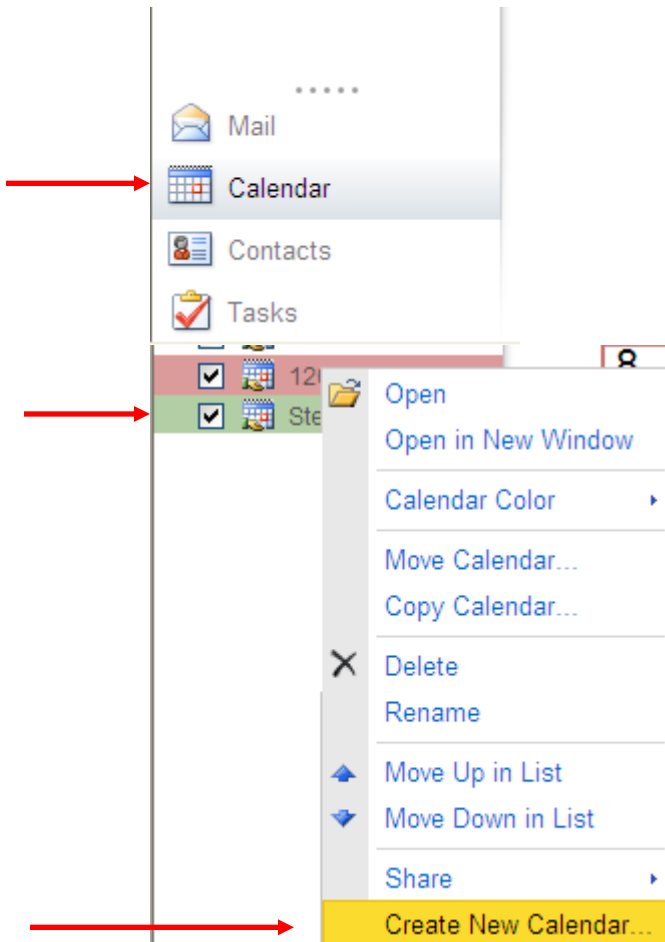 Mail
Calendar
Contacts
Tasks
8
Open
Open in New Window
Calendar Color
Move Calendar...
Copy Calendar...
Delete
Rename
Move Up in List
Move Down in List
Share
Create New Calendar...